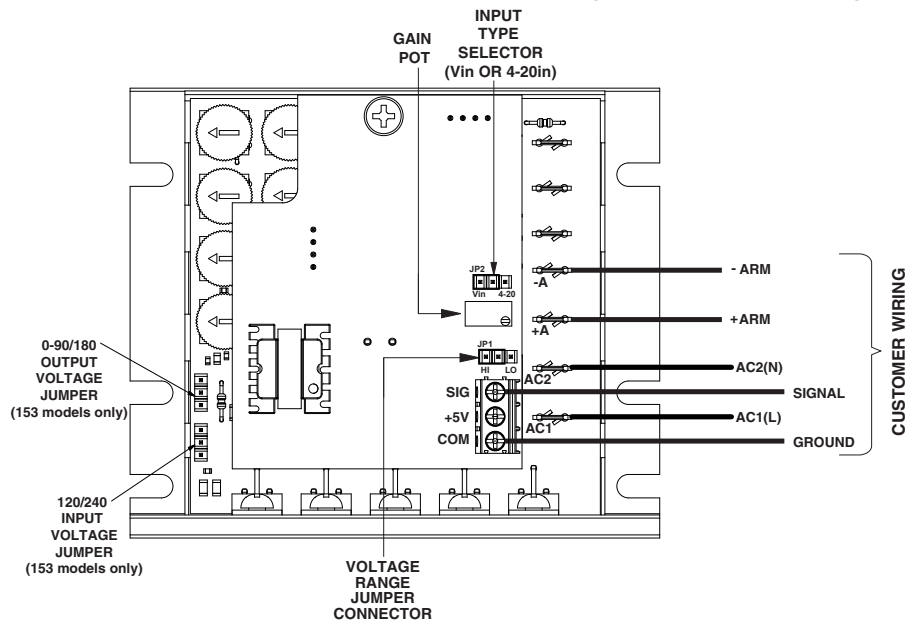 INPUT
TYPE
SELECTOR
(Vin OR 4-20in)
GAIN
POT
JP2
Vin 4-20
-A
- ARM
+A
+ARM
JP1
HI LO
AC2
AC2(N)
SIG
SIGNAL
+5V
AC1
AC1(L)
COM
GROUND
CUSTOMER WIRING
0-90/180
OUTPUT
VOLTAGE
JUMPER
(153 models only)
120/240
INPUT
VOLTAGE
JUMPER
(153 models only)
VOLTAGE
RANGE
JUMPER
CONNECTOR